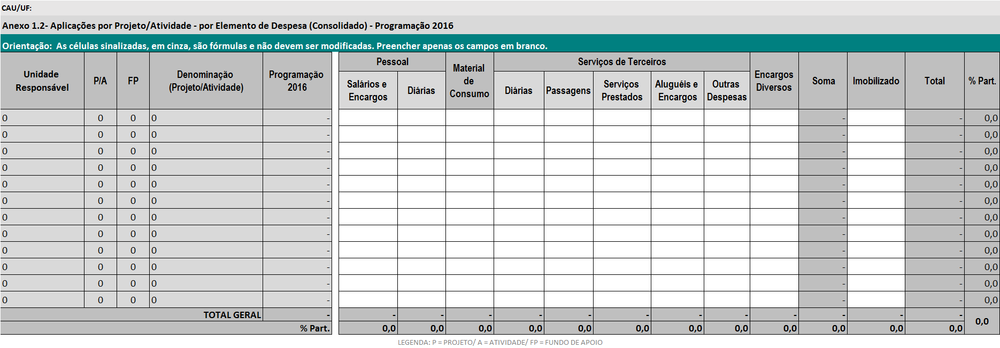 CAU/UF:
Anexo 1.2- Aplicações por Projeto/Atividade - por Elemento de Despesa (Consolidado) - Programação 2016
Orientação:  As células sinalizadas, em cinza, são fórmulas e não devem ser modificadas. Preencher apenas os campos em branco.
Unidade Responsável P/A FP Denominação (Projeto/Atividade) Programação 2016 Pessoal Material de Consumo Serviços de Terceiros Encargos Diversos Soma Imobilizado Total % Part.
Salários e Encargos Diárias Diárias Passagens Serviços Prestados Aluguéis e Encargos Outras Despesas
0 0 0 0 - - - 0,0
0 0 0 0 - - - 0,0
0 0 0 0 - - - 0,0
0 0 0 0 - - - 0,0
0 0 0 0 - - - 0,0
0 0 0 0 - - - 0,0
0 0 0 0 - - - 0,0
0 0 0 0 - - - 0,0
0 0 0 0 - - - 0,0
0 0 0 0 - - - 0,0
0 0 0 0 - - - 0,0
0 0 0 0 - - - 0,0
TOTAL GERAL - - - - - - - - - - - - - 0,0
% Part. 0,0 0,0 0,0 0,0 0,0 0,0 0,0 0,0 0,0 0,0 0,0 0,0
LEGENDA: P = PROJETO/ A = ATIVIDADE/ FP = FUNDO DE APOIO